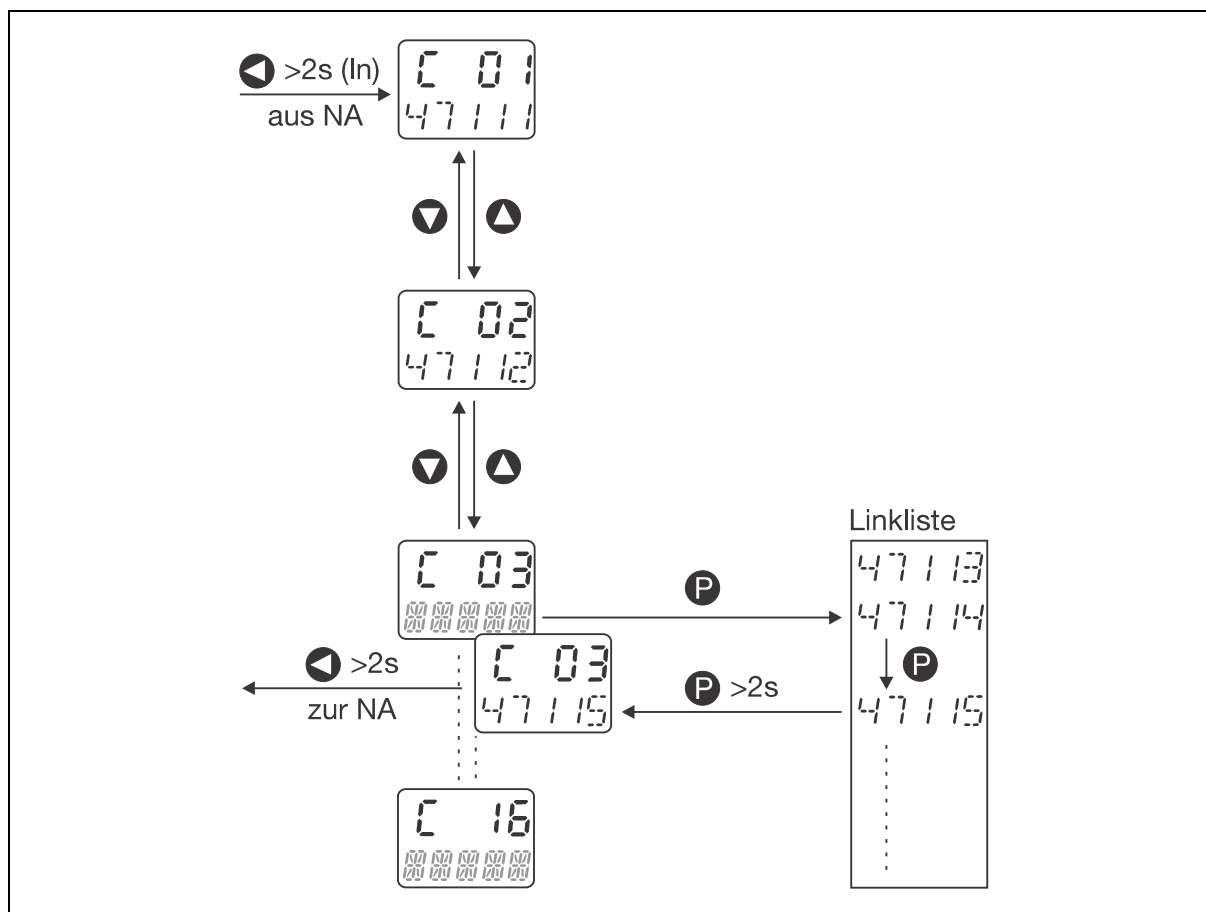 >2s (In)
aus NA
C 01
47111
C 02
47112
Linkliste
C 03
47113
P
47114
C 03
P
>2s
P >2s
zur NA
47115
47115
C 16